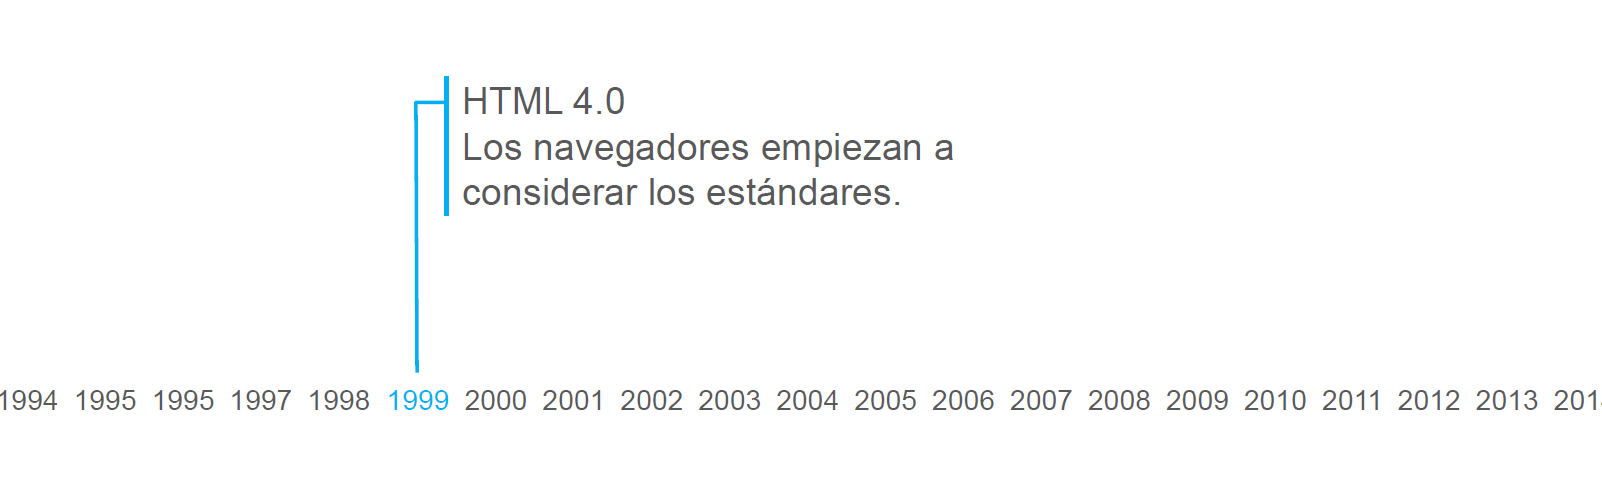 HTML 4.0
Los navegadores empiezan a
considerar los estándares.
1994 1995 1995 1997 1998 1999 2000 2001 2002 2003 2004 2005 2006 2007 2008 2009 2010 2011 2012 2013